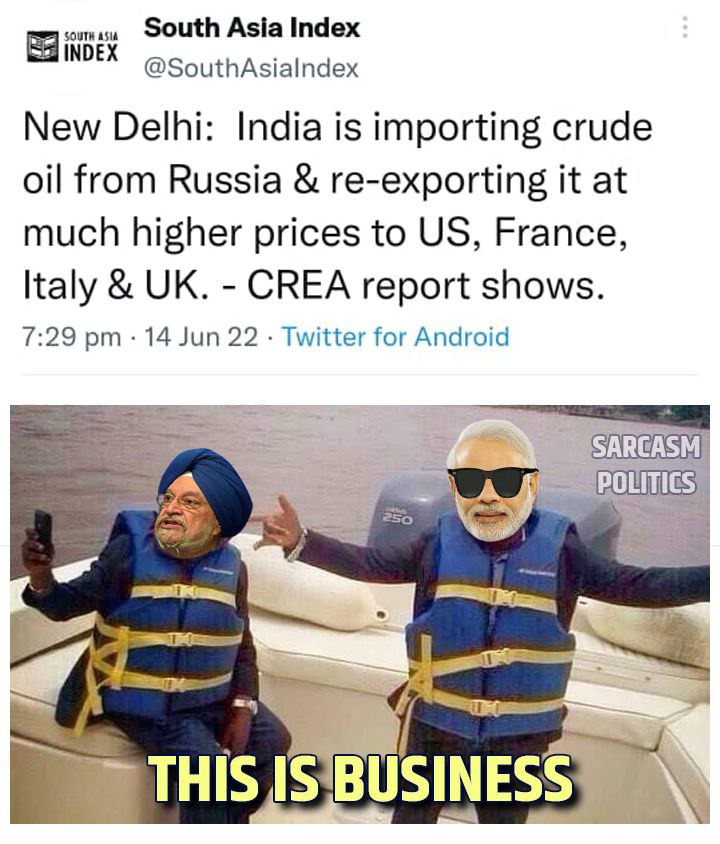 SOUTH ASIA
INDEX
South Asia Index
@SouthAsiaIndex
New Delhi: India is importing crude
oil from Russia & re-exporting it at
much higher prices to US, France,
Italy & UK. - CREA report shows.
7:29 pm · 14 Jun 22 · Twitter for Android
SARCASM
POLITICS
250
THIS IS BUSINESS